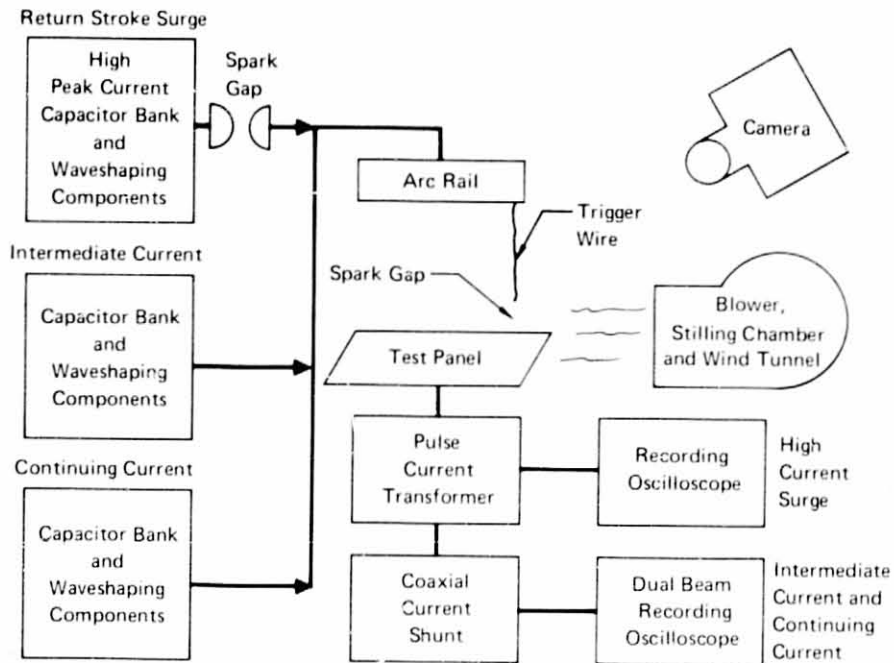 Return Stroke Surge
High
Peak Current
Capacitor Bank
and
Waveshaping
Components
Spark
Gap
Camera
Arc Rail
Trigger
Wire
Intermediate Current
Capacitor Bank
and
Waveshaping
Components
Spark Gap
Blower,
Stilling Chamber
and Wind Tunnel
Test Panel
Continuing Current
Capacitor Bank
and
Waveshaping
Components
Pulse
Current
Transformer
Recording
Oscilloscope
High
Current
Surge
Coaxial
Current
Shunt
Dual Beam
Recording
Oscilloscope
Intermediate
Current and
Continuing
Current